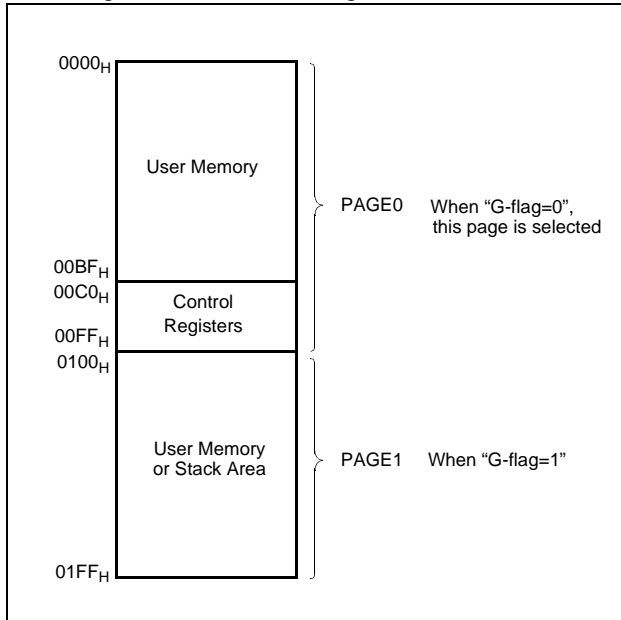 0000H
User Memory
PAGE0
When “G-flag=0”,
this page is selected
00BFH
00C0H
Control
Registers
00FFH
0100H
User Memory
or Stack Area
PAGE1
When “G-flag=1”
01FFH